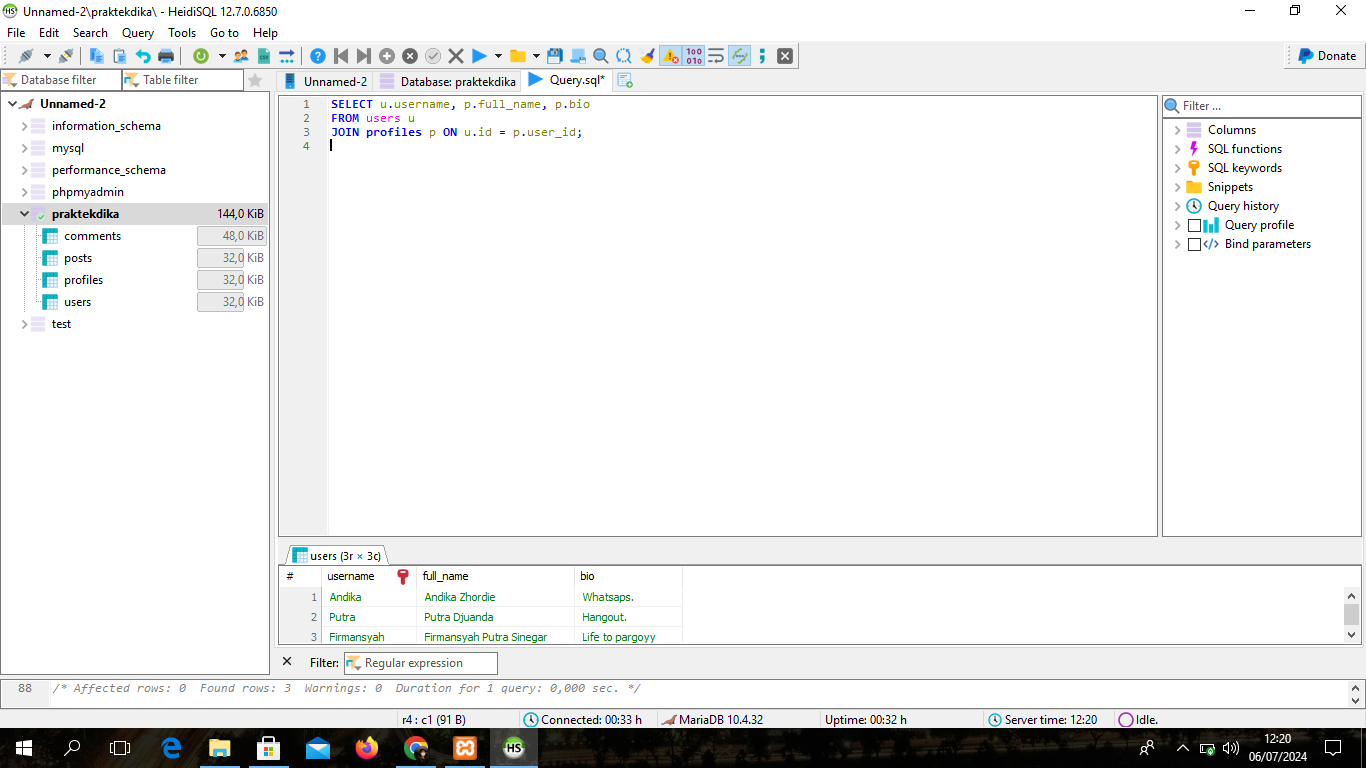 Unnamed-2\praktekdika\ - HeidiSQL 12.7.0.6850
File Edit Search Query Tools Go to Help
Donate
Database filter
Table filter
Unnamed-2
Database: praktekdika
Query.sql*
Unnamed-2
information_schema
mysql
performance_schema
phpmyadmin
praktekdika 144,0 KiB
comments 48,0 KiB
posts 32,0 KiB
profiles 32,0 KiB
users 32,0 KiB
test
1 SELECT u.username, p.full_name, p.bio
2 FROM users u
3 JOIN profiles p ON u.id = p.user_id;
4
Filter ...
Columns
SQL functions
SQL keywords
Snippets
Query history
Query profile
Bind parameters
users (3r × 3c)
# username full_name bio
1 Andika Andika Zhordie Whatsaps.
2 Putra Putra Djuanda Hangout.
3 Firmansyah Firmansyah Putra Sinegar Life to pargoyy
Filter: Regular expression
88 /* Affected rows: 0 Found rows: 3 Warnings: 0 Duration for 1 query: 0,000 sec. */
r4 : c1 (91 B) Connected: 00:33 h MariaDB 10.4.32 Uptime: 00:32 h Server time: 12:20 Idle.
HS
12:20
06/07/2024